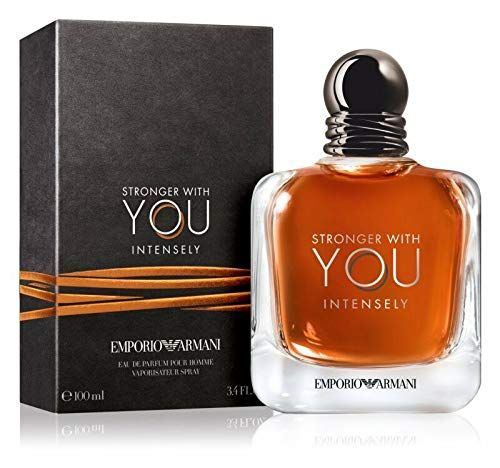 STRONGER WITH
YOU
INTENSELY
EMPORIO ARMANI
EAU DE PARFUM POUR HOMME
VAPORISATEUR SPRAY
e 100 ml
3.4 FL.
STRONGER WITH
YOU
INTENSELY
EMPORIO ARMANI